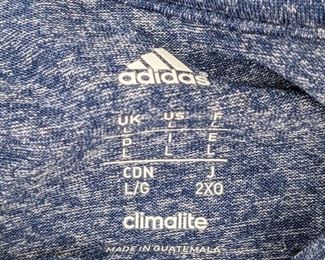 adidas
UK US F
L L L
D I E
L L L
CDN J
L/G 2XO
climalite
MADE IN GUATEMALA